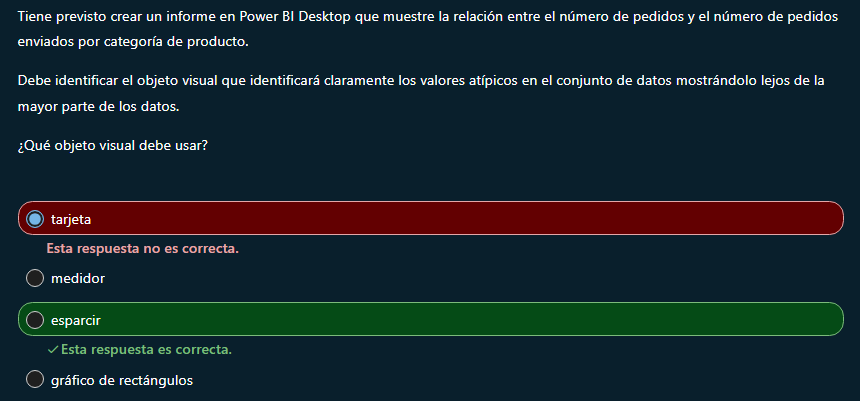 Tiene previsto crear un informe en Power BI Desktop que muestre la relación entre el número de pedidos y el número de pedidos
enviados por categoría de producto.
Debe identificar el objeto visual que identificará claramente los valores atípicos en el conjunto de datos mostrándolo lejos de la
mayor parte de los datos.
¿Qué objeto visual debe usar?
tarjeta
Esta respuesta no es correcta.
medidor
esparcir
Esta respuesta es correcta.
gráfico de rectángulos